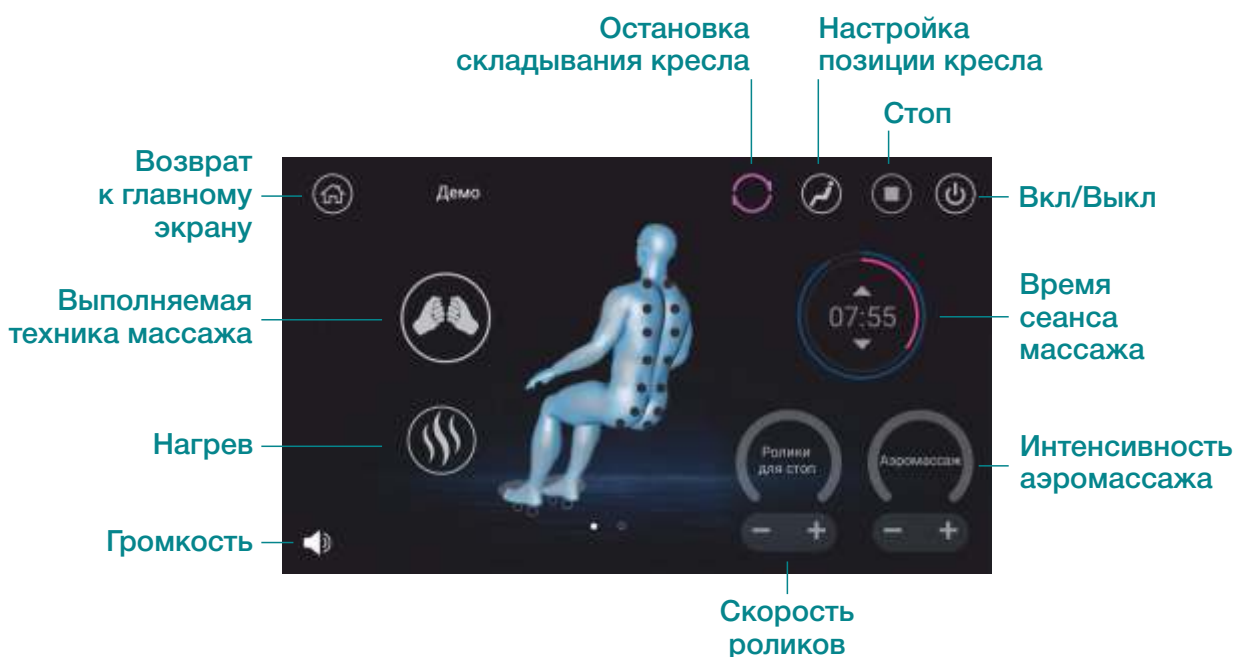 Остановка
складывания кресла
Настройка
позиции кресла
Стоп
Возврат
к главному
экрану
Демо
Вкл/Выкл
Выполняемая
техника массажа
07:55
Время
сеанса
массажа
Нагрев
Ролики
для стоп
Аэромассаж
Интенсивность
аэромассажа
− +
− +
Громкость
Скорость
роликов